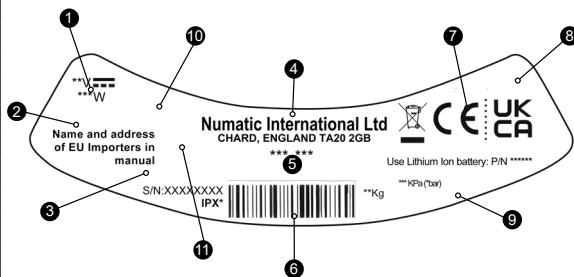 1
10
7
8
4
**V
***W
2
Name and address
of EU Importers in
manual
Numatic International Ltd
CHARD, ENGLAND TA20 2GB
***_***
CE
UK
CA
5
Use Lithium Ion battery: P/N ******
3
S/N:XXXXXXXX
IPX*
**Kg
*** KPa (*bar)
9
11
6